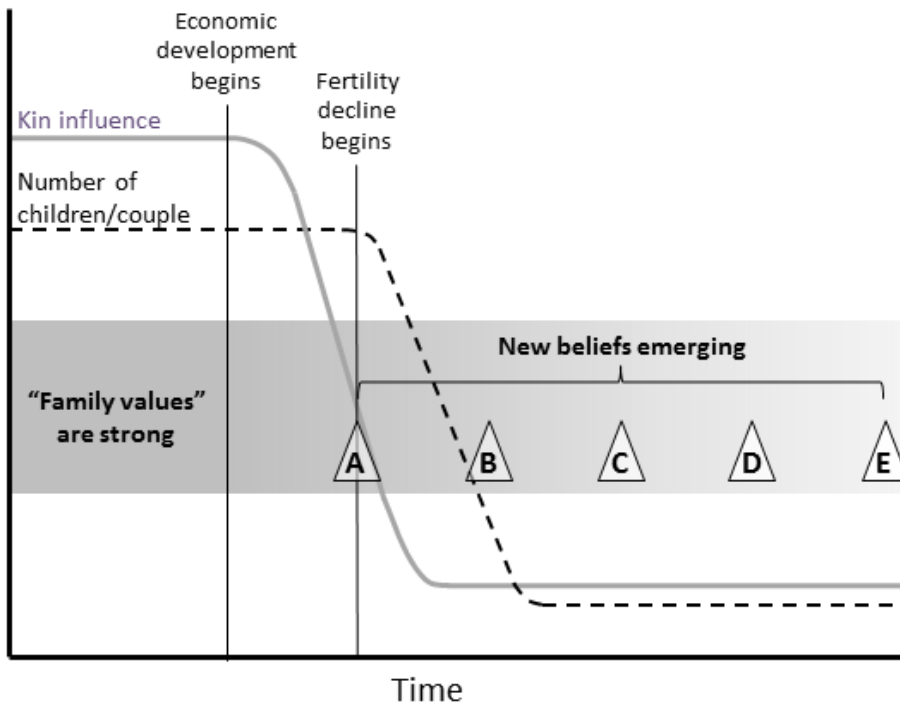 Economic
development
begins
Fertility
decline
begins
Kin influence
Number of
children/couple
New beliefs emerging
“Family values”
are strong
A
B
C
D
E
Time